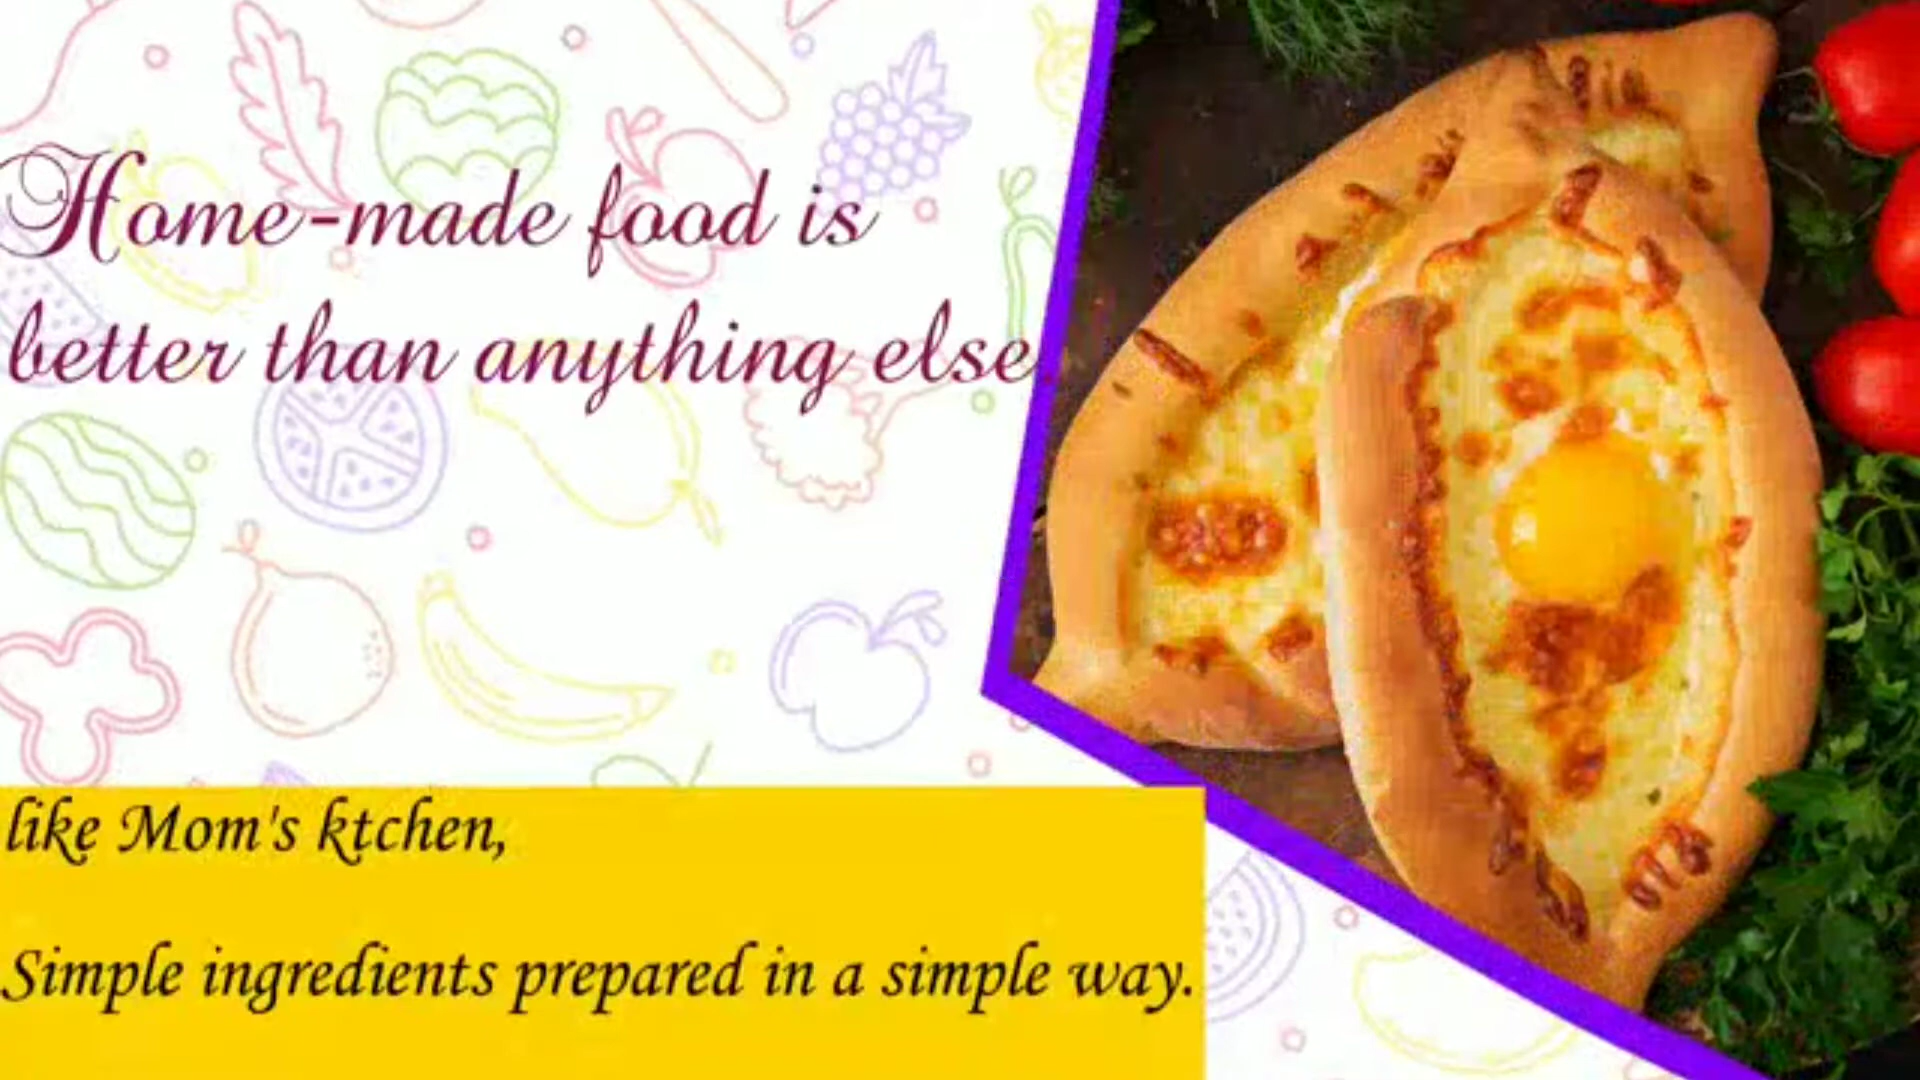 Home-made food is
better than anything else
like Mom's ktchen,
Simple ingredients prepared in a simple way.